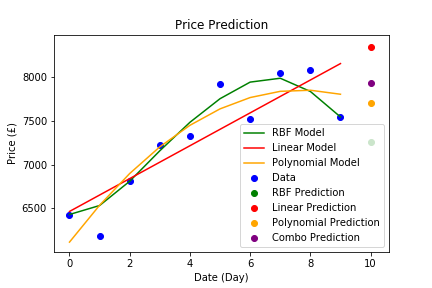 Price Prediction
8000
7500
7000
6500
Price (£)
RBF Model
Linear Model
Polynomial Model
Data
RBF Prediction
Linear Prediction
Polynomial Prediction
Combo Prediction
0 2 4 6 8 10
Date (Day)